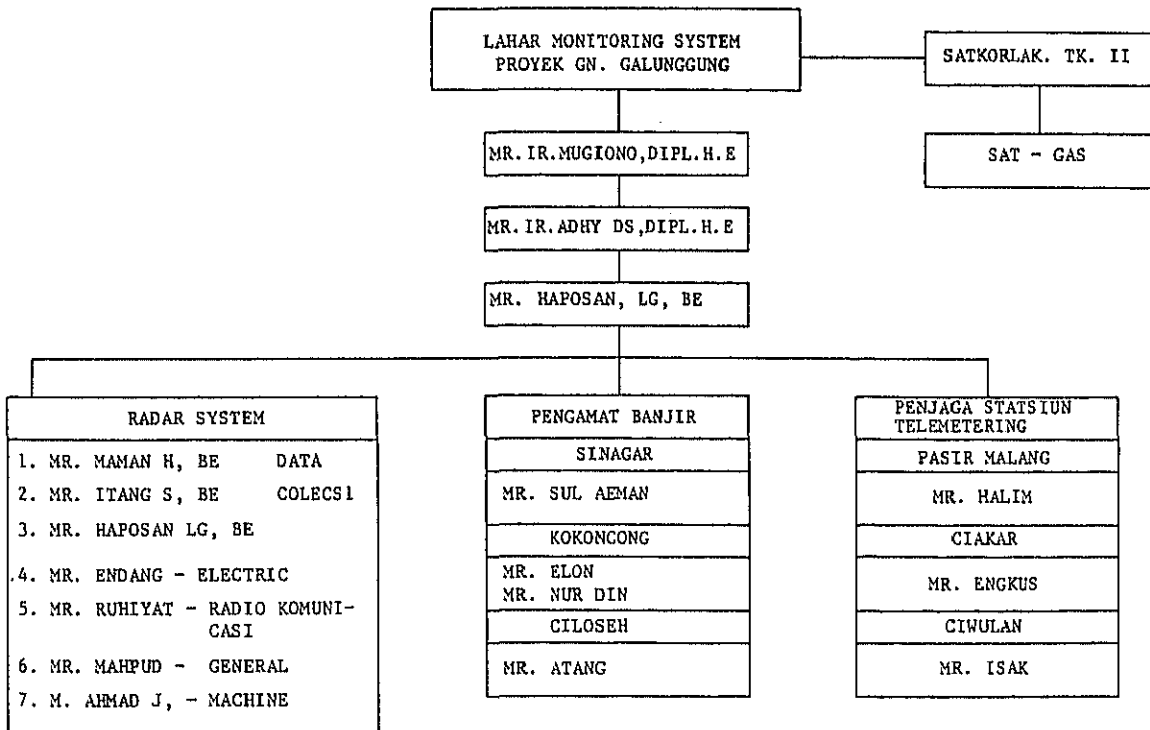 LAHAR MONITORING SYSTEM
PROYEK GN. GALUNGGUNG
SATKORLAK. TK. II
SAT - GAS
MR. IR.MUGIONO,DIPL.H.E
MR.IR.ADHY DS,DIPL.H.E
MR. HAPOSAN, LG, BE
RADAR SYSTEM
1. MR. MAMAN H, BE DATA
2. MR. ITANG S, BE COLECS1
3. MR. HAPOSAN LG, BE
4. MR. ENDANG - ELECTRIC
5. MR. RUHIYAT - RADIO KOMUNI-
CASI
6. MR. MAHPUD - GENERAL
7. M. AHMAD J, - MACHINE
PENGAMAT BANJIR
SINAGAR
MR. SUL AEMAN
KOKONCONG
MR. ELON
MR. NUR DIN
CILOSEH
MR. ATANG
PENJAGA STATSIUN
TELEMETERING
PASIR MALANG
MR. HALIM
CIAKAR
MR. ENGKUS
CIWULAN
MR. ISAK